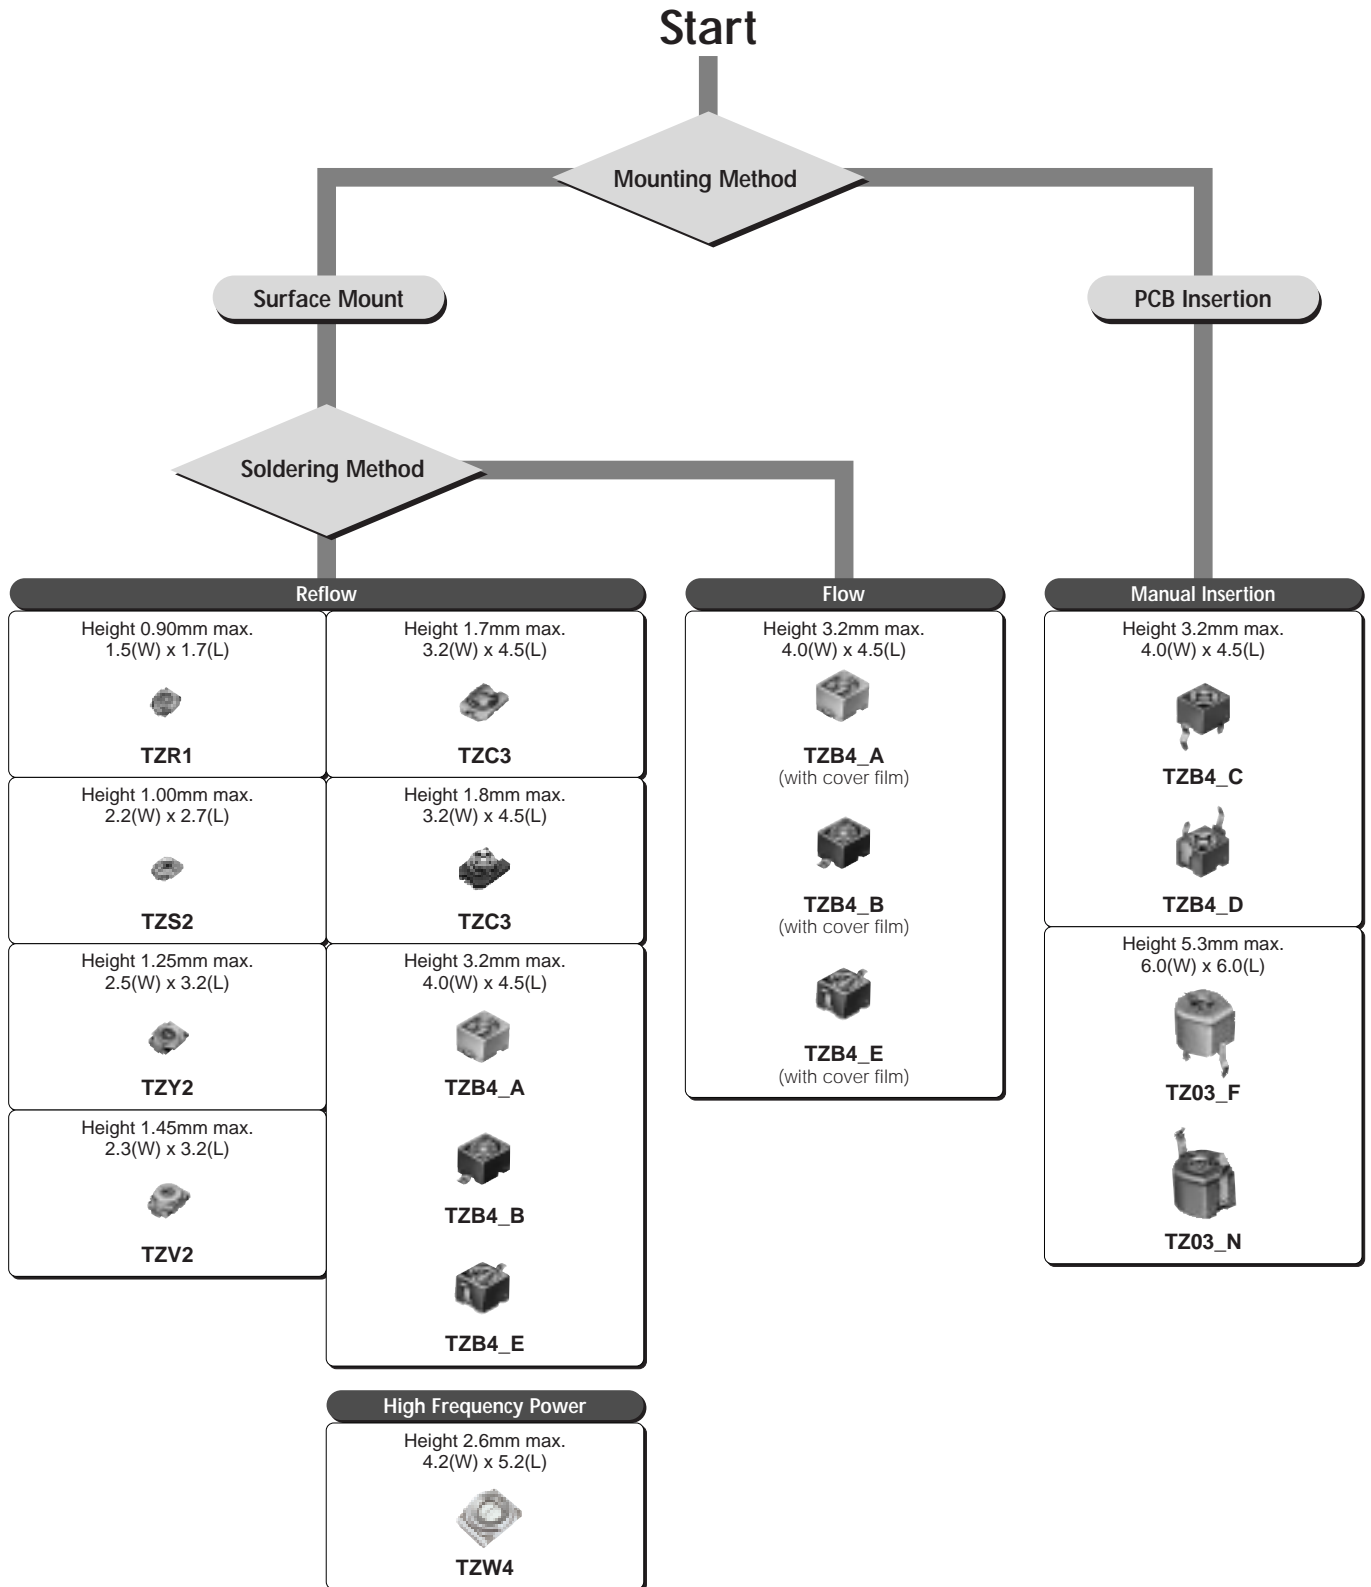 Start
Mounting Method
Surface Mount
PCB Insertion
Soldering Method
Reflow
Height 0.90mm max.
1.5(W) x 1.7(L)
TZR1
Height 1.00mm max.
2.2(W) x 2.7(L)
TZS2
Height 1.25mm max.
2.5(W) x 3.2(L)
TZY2
Height 1.45mm max.
2.3(W) x 3.2(L)
TZV2
Height 1.7mm max.
3.2(W) x 4.5(L)
TZC3
Height 1.8mm max.
3.2(W) x 4.5(L)
TZC3
Height 3.2mm max.
4.0(W) x 4.5(L)
TZB4_A
TZB4_B
TZB4_E
High Frequency Power
Height 2.6mm max.
4.2(W) x 5.2(L)
TZW4
Flow
Height 3.2mm max.
4.0(W) x 4.5(L)
TZB4_A
(with cover film)
TZB4_B
(with cover film)
TZB4_E
(with cover film)
Manual Insertion
Height 3.2mm max.
4.0(W) x 4.5(L)
TZB4_C
TZB4_D
Height 5.3mm max.
6.0(W) x 6.0(L)
TZ03_F
TZ03_N